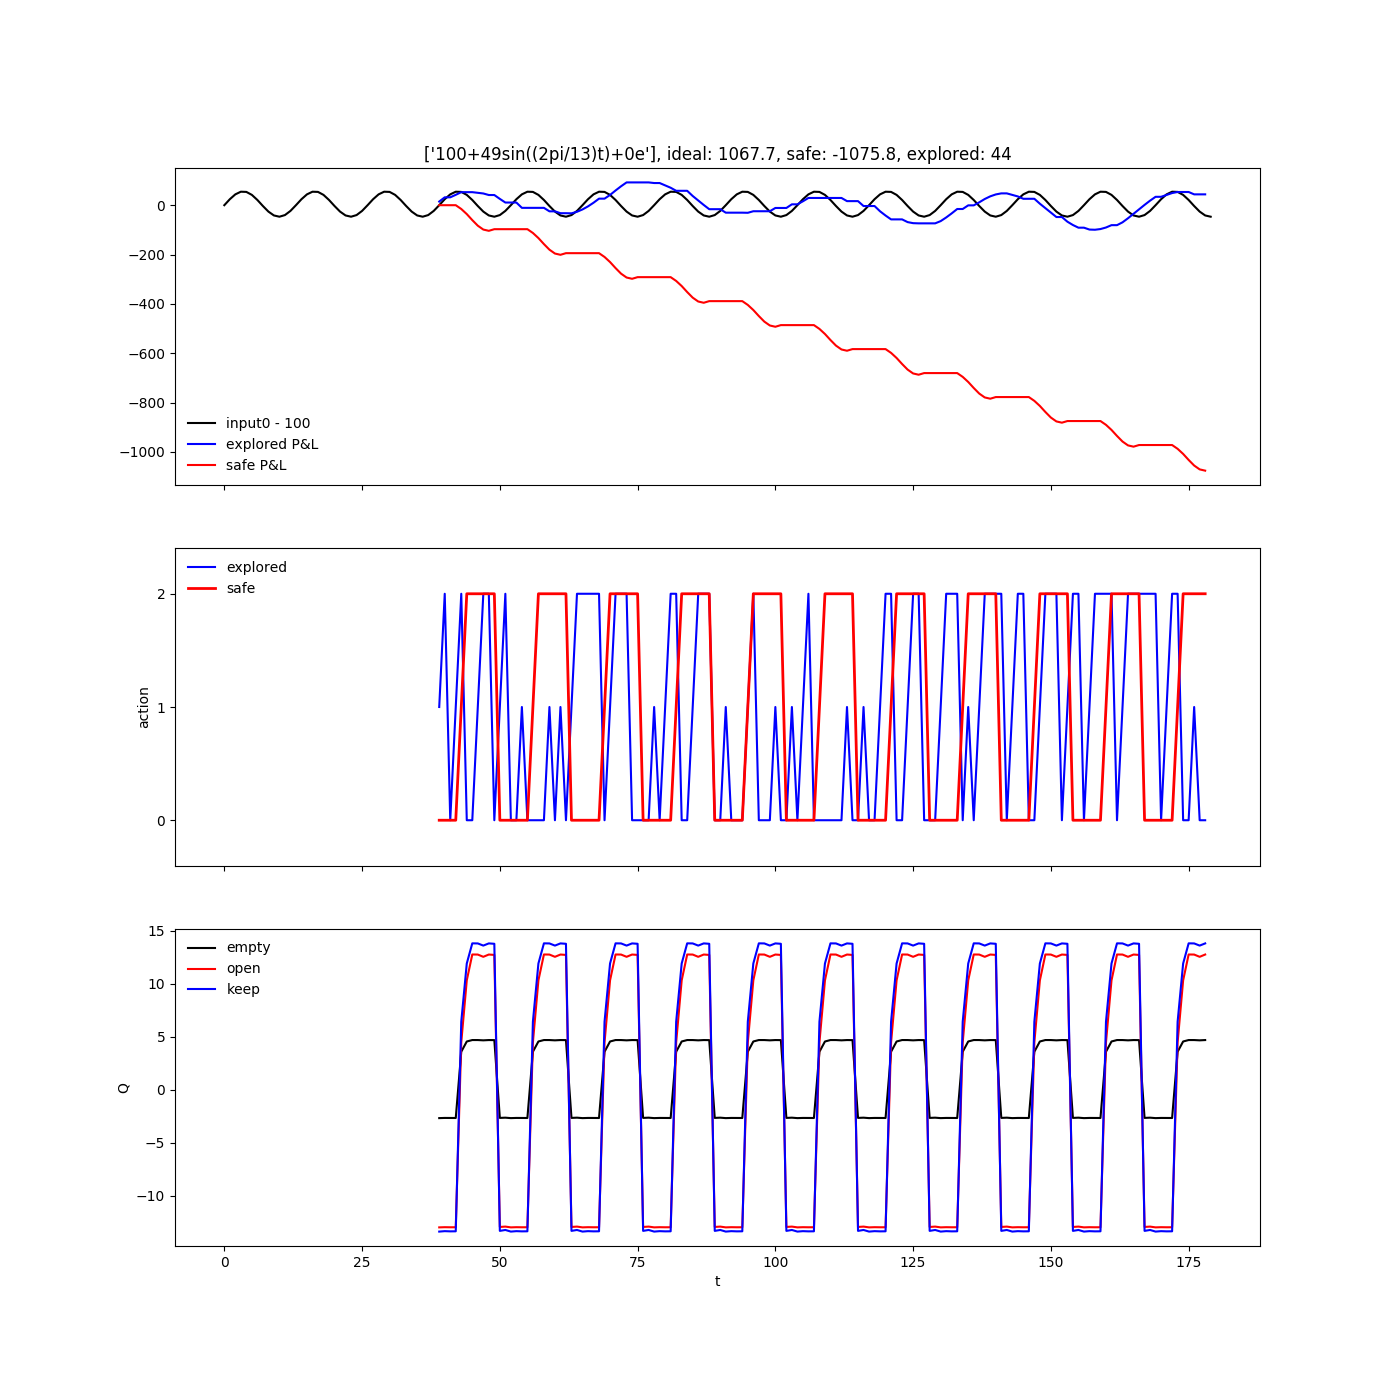 ['100+49sin((2pi/13)t)+0e'], ideal: 1067.7, safe: -1075.8, explored: 44
0
−200
−400
−600
−800
−1000
input0 - 100
explored P&L
safe P&L
explored
safe
2
1
0
action
empty
open
keep
15
10
5
0
−5
−10
Q
0
25
50
75
100
125
150
175
t